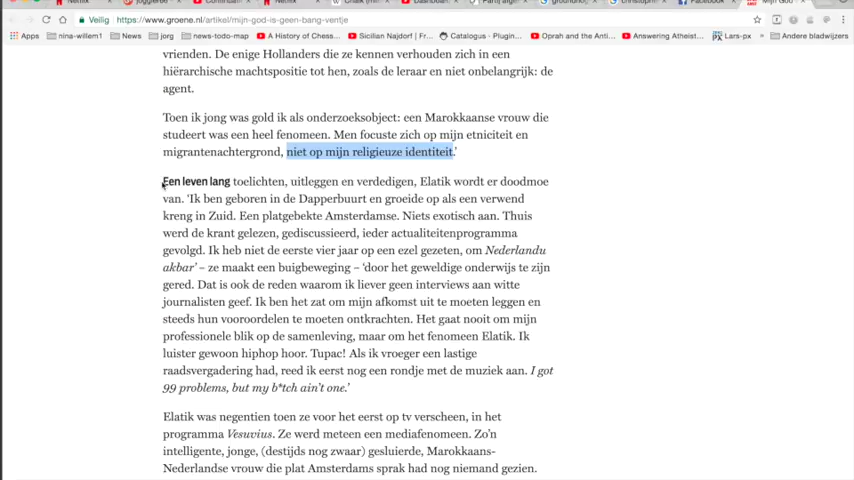 Netflix
joggleree
Continuam
Netflix
Chalk (mi
Dashboar
Partij alge
groundno
christoph
Facebook
Mijn God
Veilig https://www.groene.nl/artikel/mijn-god-is-geen-bang-ventje
Apps nina-willem1 News jorg news-todo-map A History of Chess... Sicilian Najdorf | Fr... Catalogus - Plugin... Oprah and the Anti... Answering Atheist... Lars-px » Andere bladwijzers
vrienden. De enige Hollanders die ze kennen verhouden zich in een
hiërarchische machtspositie tot hen, zoals de leraar en niet onbelangrijk: de
agent.
Toen ik jong was gold ik als onderzoeksobject: een Marokkaanse vrouw die
studeert was een heel fenomeen. Men focuste zich op mijn etniciteit en
migrantenachtergrond, niet op mijn religieuze identiteit.’
Een leven lang toelichten, uitleggen en verdedigen, Elatik wordt er doodmoe
van. ‘Ik ben geboren in de Dapperbuurt en groeide op als een verwend
kreng in Zuid. Een platgebekte Amsterdamse. Niets exotisch aan. Thuis
werd de krant gelezen, gediscussieerd, ieder actualiteitenprogramma
gevolgd. Ik heb niet de eerste vier jaar op een ezel gezeten, om Nederlandu
akbar’ – ze maakt een buigbeweging – ‘door het geweldige onderwijs te zijn
gered. Dat is ook de reden waarom ik liever geen interviews aan witte
journalisten geef. Ik ben het zat om mijn afkomst uit te moeten leggen en
steeds hun vooroordelen te moeten ontkrachten. Het gaat nooit om mijn
professionele blik op de samenleving, maar om het fenomeen Elatik. Ik
luister gewoon hiphop hoor. Tupac! Als ik vroeger een lastige
raadsvergadering had, reed ik eerst nog een rondje met de muziek aan. I got
99 problems, but my b*tch ain’t one.’
Elatik was negentien toen ze voor het eerst op tv verscheen, in het
programma Vesuvius. Ze werd meteen een mediafenomeen. Zo’n
intelligente, jonge, (destijds nog zwaar) gesluierde, Marokkaans-
Nederlandse vrouw die plat Amsterdams sprak had nog niemand gezien.